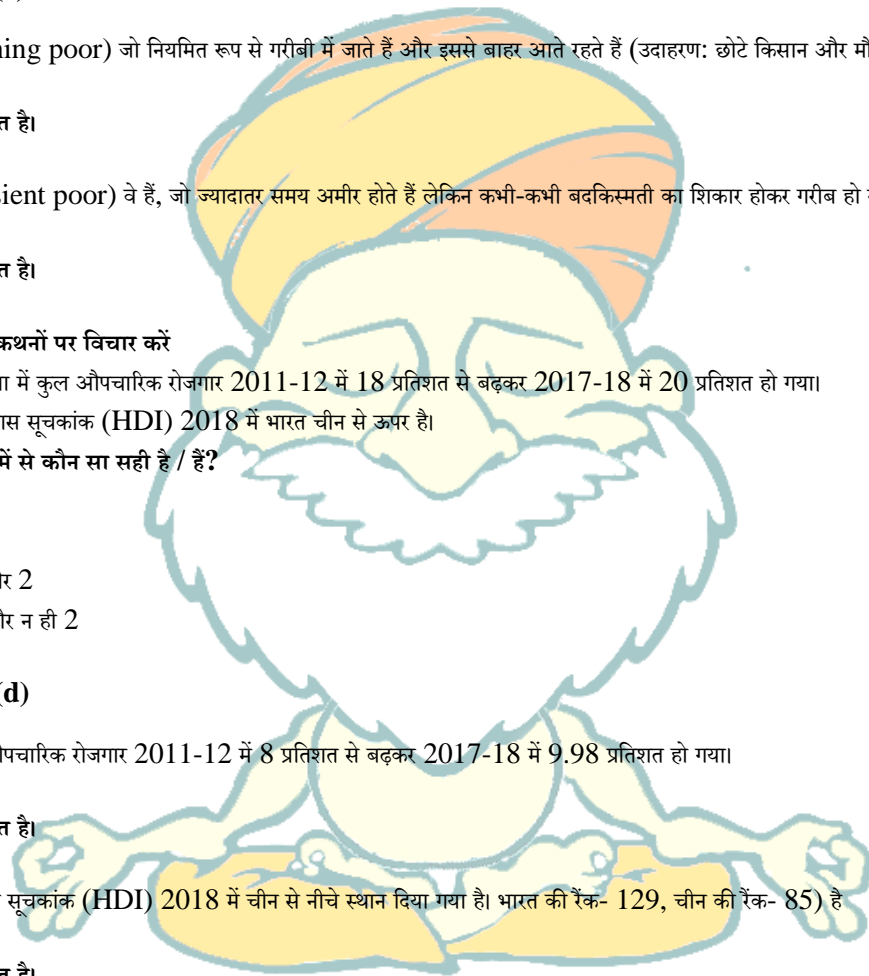 ning poor) जो नियमित रूप से गरीबी में जाते हैं और इससे बाहर आते रहते हैं (उदाहरण: छोटे किसान और
त है।
sient poor) वे हैं, जो ज्यादातर समय अमीर होते हैं लेकिन कभी-कभी बदकिस्मती का शिकार होकर गरीब हो
त है।
कथनों पर विचार करें
में कुल औपचारिक रोजगार 2011-12 में 18 प्रतिशत से बढ़कर 2017-18 में 20 प्रतिशत हो गया।
ास सूचकांक (HDI) 2018 में भारत चीन से ऊपर है।
में से कौन सा सही है / हैं?
र 2
ौर न ही 2
(d)
ौपचारिक रोजगार 2011-12 में 8 प्रतिशत से बढ़कर 2017-18 में 9.98 प्रतिशत हो गया।
त है।
सूचकांक (HDI) 2018 में चीन से नीचे स्थान दिया गया है। भारत की रैंक- 129, चीन की रैंक- 85) है